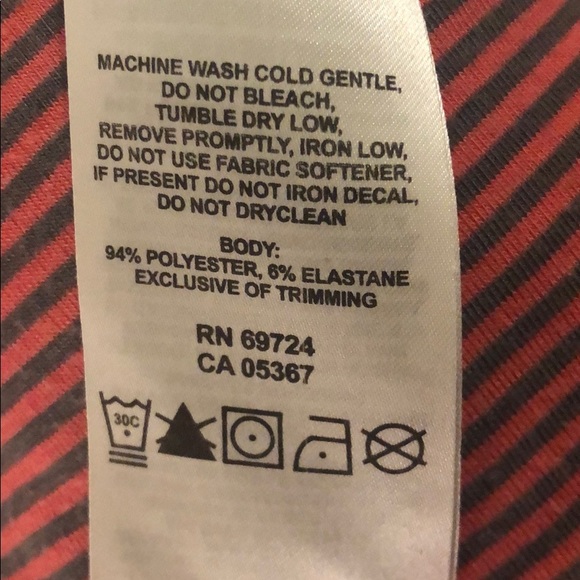 MACHINE WASH COLD GENTLE,
DO NOT BLEACH,
TUMBLE DRY LOW,
REMOVE PROMPTLY, IRON LOW,
DO NOT USE FABRIC SOFTENER,
IF PRESENT DO NOT IRON DECAL,
DO NOT DRYCLEAN
BODY:
94% POLYESTER, 6% ELASTANE
EXCLUSIVE OF TRIMMING
RN 69724
CA 05367
30C